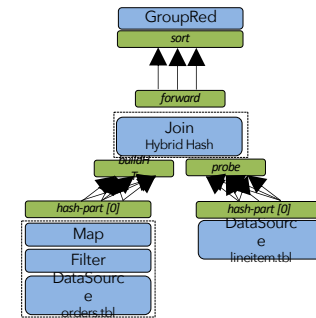 GroupRed
sort
forward
Join
Hybrid Hash
buildH
T
probe
hash-part [0]
hash-part [0]
Map
DataSourc
e
lineitem.tbl
Filter
DataSourc
e
orders.tbl